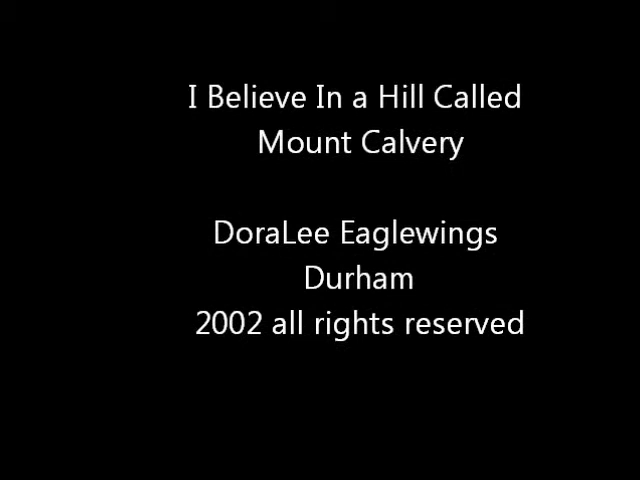 I Believe In a Hill Called
Mount Calvery
DoraLee Eaglewings
Durham
2002 all rights reserved